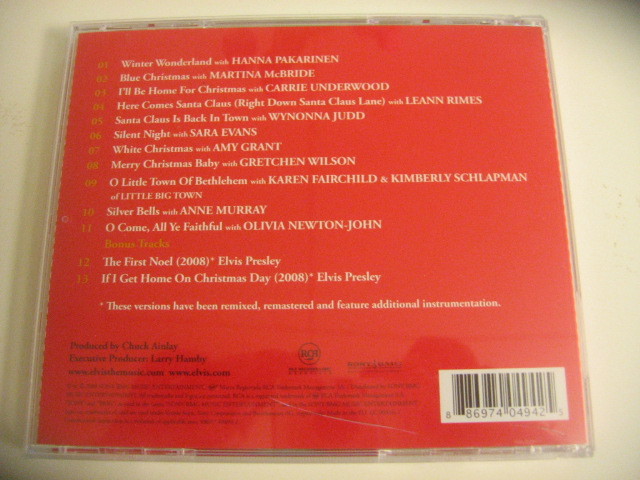 01 Winter Wonderland with HANNA PAKARINEN
02 Blue Christmas with MARTINA McBRIDE
03 I'll Be Home For Christmas with CARRIE UNDERWOOD
04 Here Comes Santa Claus (Right Down Santa Claus Lane) with LEANN RIMES
05 Santa Claus Is Back In Town with WYNONNA JUDD
06 Silent Night with SARA EVANS
07 White Christmas with AMY GRANT
08 Merry Christmas Baby with GRETCHEN WILSON
09 O Little Town Of Bethlehem with KAREN FAIRCHILD & KIMBERLY SCHLAPMAN
of LITTLE BIG TOWN
10 Silver Bells with ANNE MURRAY
11 O Come, All Ye Faithful with OLIVIA NEWTON-JOHN
Bonus Tracks
12 The First Noel (2008)* Elvis Presley
13 If I Get Home On Christmas Day (2008)* Elvis Presley
* These versions have been remixed, remastered and feature additional instrumentation.
Produced by Chuck Ainlay
Executive Producer: Larry Hamby
www.elvisthemusic.com www.elvis.com
RCA
SONY BMG
8 86974 04942 5